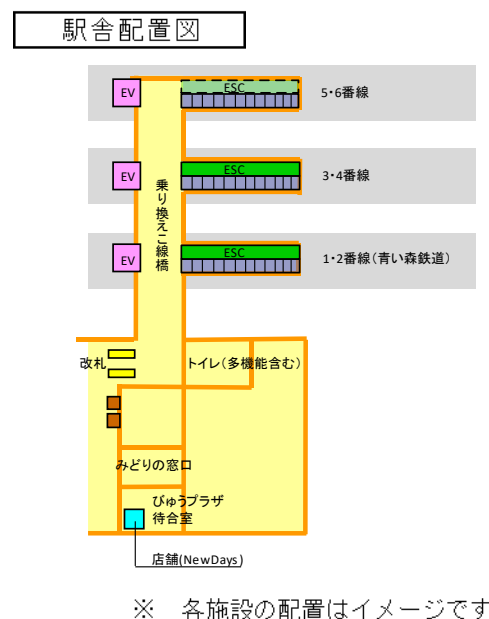 駅舎配置図
EV
ESC
5・6番線
EV
ESC
3・4番線
乗り換えこ線橋
EV
ESC
1・2番線(青い森鉄道)
改札
トイレ(多機能含む)
みどりの窓口
びゅうプラザ
待合室
店舗(NewDays)
※ 各施設の配置はイメージです